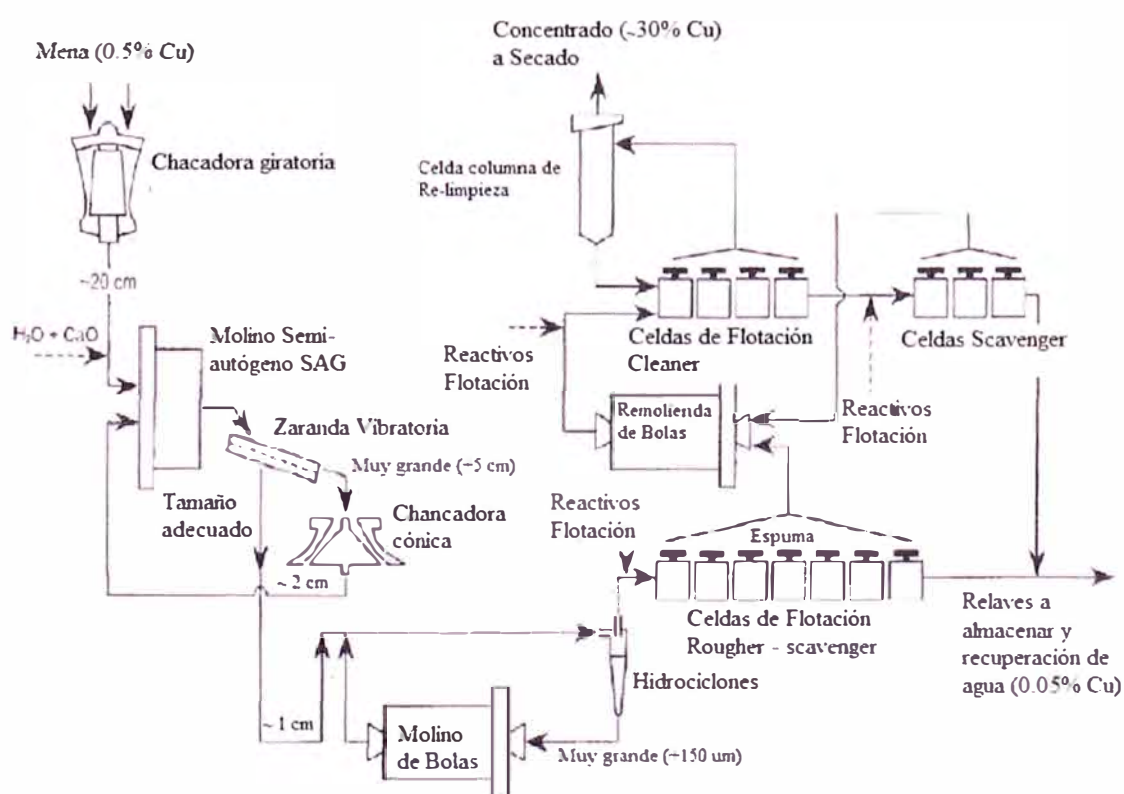 Mena (0.5% Cu)
Chacadora giratoria
~20 cm
H₂O + CaO
Molino Semi-
autógeno SAG
Zaranda Vibratoria
Muy grande (+5 cm)
Tamaño
adecuado
Chancadora
cónica
~ 2 cm
~ 1 cm
Molino
de Bolas
Muy grande (+150 um)
Hidrociclones
Reactivos
Flotación
Espuma
Celdas de Flotación
Rougher - scavenger
Relaves a
almacenar y
recuperación de
agua (0.05% Cu)
Concentrado (~30% Cu)
a Secado
Celda columna de
Re-limpieza
Celdas de Flotación
Cleaner
Celdas Scavenger
Reactivos
Flotación
Remolienda
de Bolas
Reactivos
Flotación